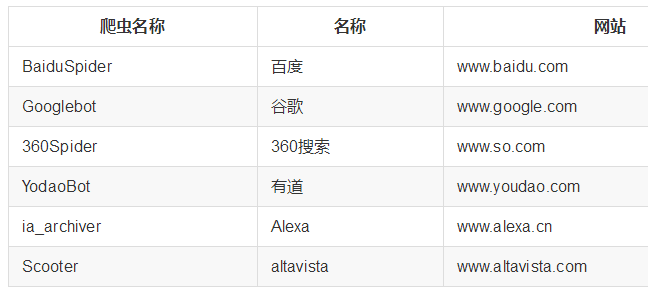 爬虫名称 名称 网站
BaiduSpider 百度 www.baidu.com
Googlebot 谷歌 www.google.com
360Spider 360搜索 www.so.com
YodaoBot 有道 www.youdao.com
ia_archiver Alexa www.alexa.cn
Scooter altavista www.altavista.com